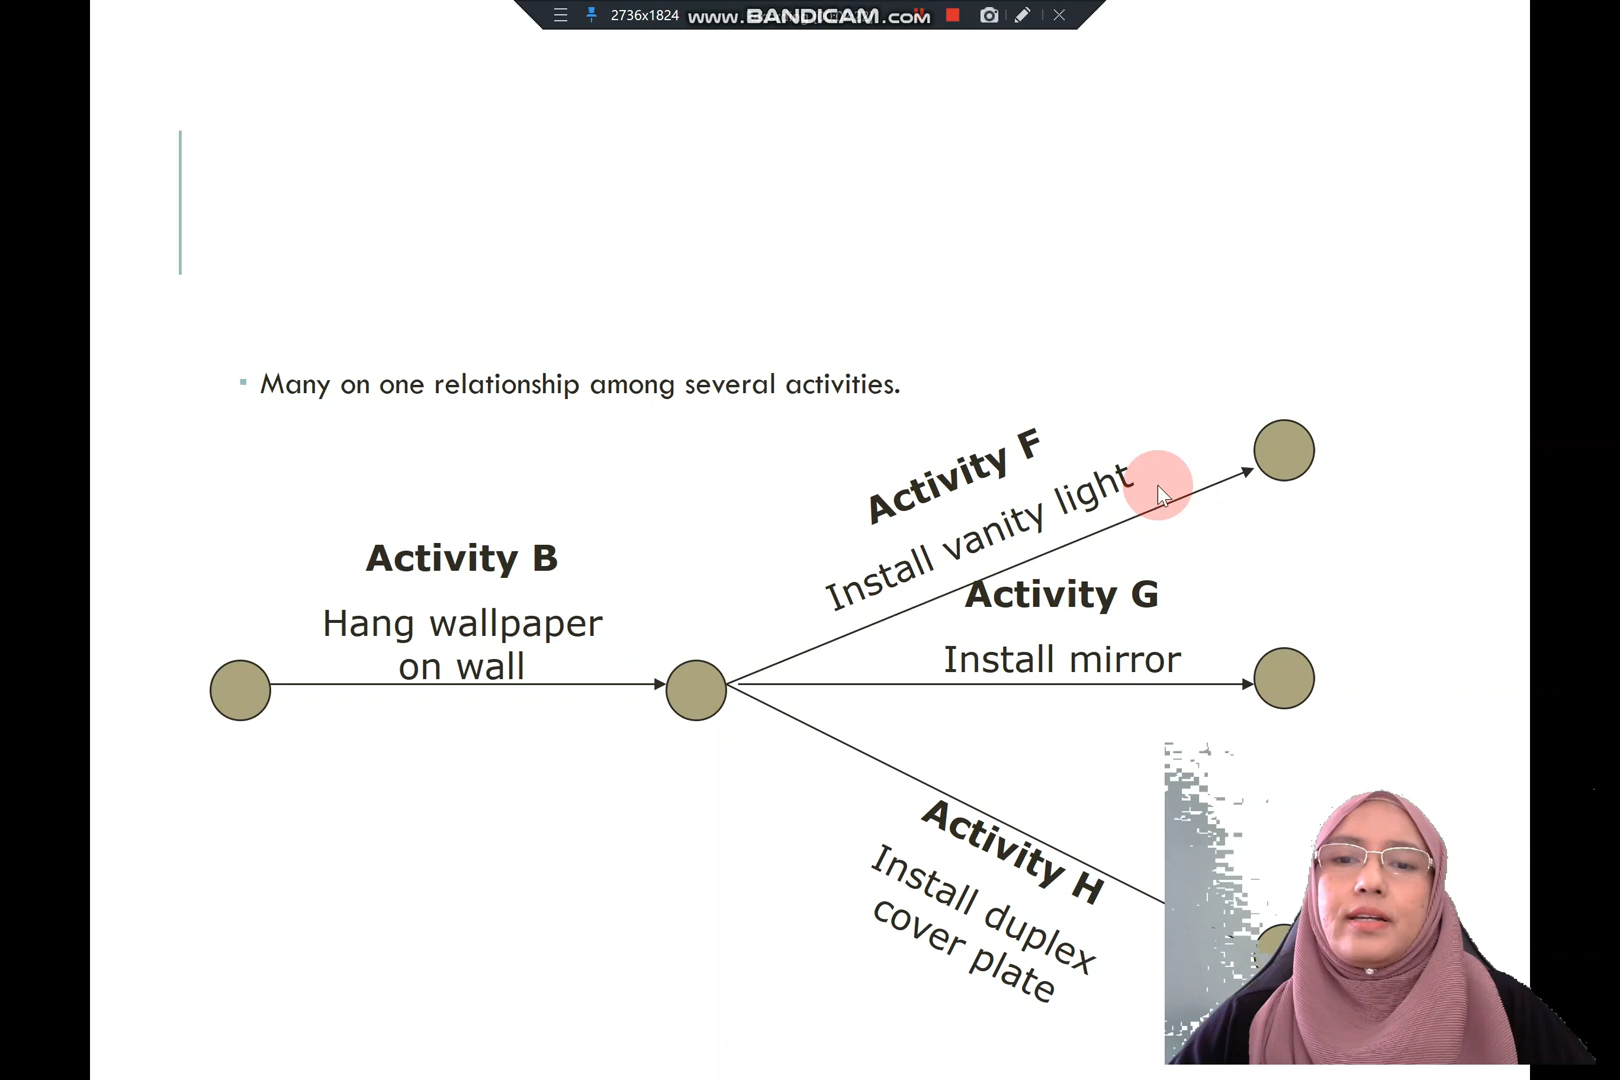 2736x1824
www.BANDICAM.com
▪ Many on one relationship among several activities.
Activity F
Install vanity light
Activity B
Hang wallpaper
on wall
Activity G
Install mirror
Activity H
Install duplex
cover plate